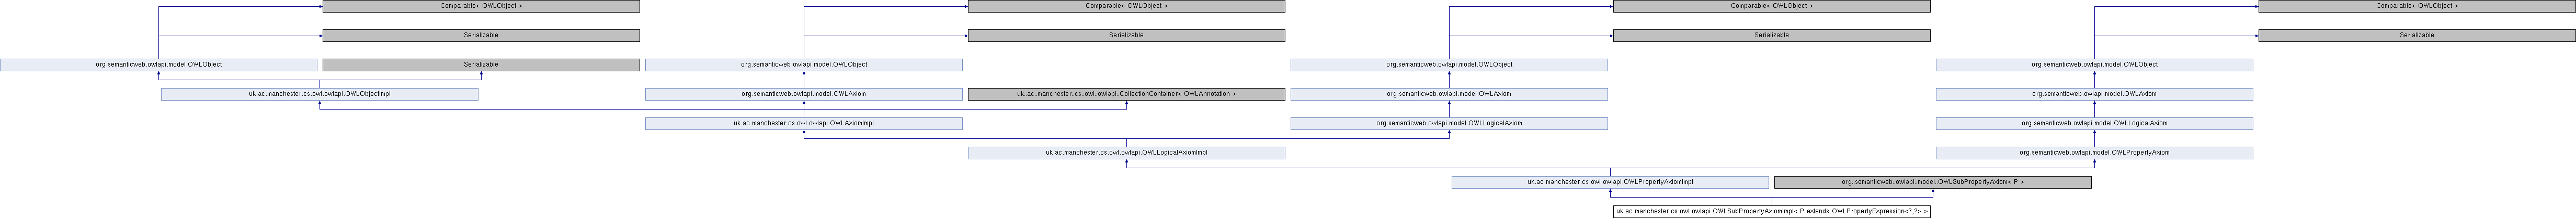 Comparable< OWLObject > Comparable< OWLObject > Comparable< OWLObject > Comparable< OWLObject >
Serializable Serializable Serializable Serializable
org.semanticweb.owlapi.model.OWLObject Serializable org.semanticweb.owlapi.model.OWLObject org.semanticweb.owlapi.model.OWLObject org.semanticweb.owlapi.model.OWLObject
uk.ac.manchester.cs.owl.owlapi.OWLObjectImpl org.semanticweb.owlapi.model.OWLAxiom uk::ac::manchester::cs::owl::owlapi::CollectionContainer< OWLAnnotation > org.semanticweb.owlapi.model.OWLAxiom org.semanticweb.owlapi.model.OWLAxiom
uk.ac.manchester.cs.owl.owlapi.OWLAxiomImpl org.semanticweb.owlapi.model.OWLLogicalAxiom org.semanticweb.owlapi.model.OWLLogicalAxiom
uk.ac.manchester.cs.owl.owlapi.OWLLogicalAxiomImpl org.semanticweb.owlapi.model.OWLPropertyAxiom
uk.ac.manchester.cs.owl.owlapi.OWLPropertyAxiomImpl org::semanticweb::owlapi::model::OWLSubPropertyAxiom< P >
uk.ac.manchester.cs.owl.owlapi.OWLSubPropertyAxiomImpl< P extends OWLPropertyExpression<?,?> >